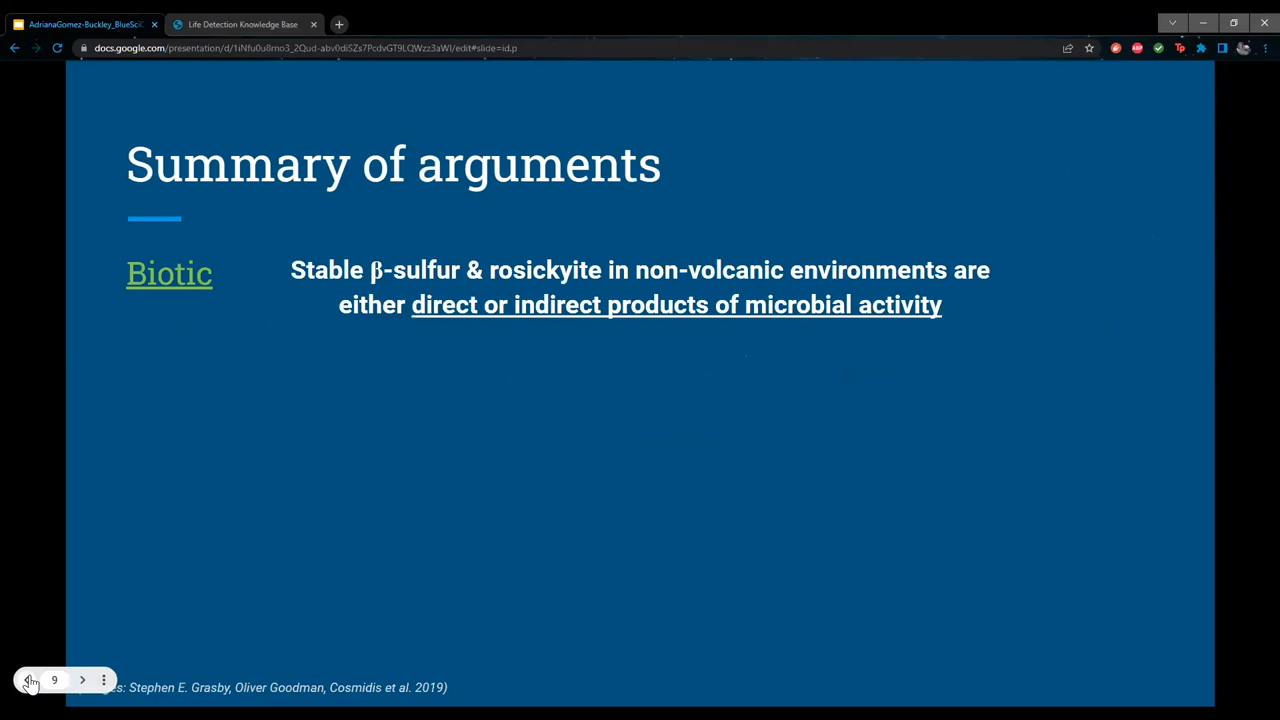 AdrianaGomez-Buckley_BlueSci
Life Detection Knowledge Base
docs.google.com/presentation/d/1iNfu0u8mo3_2Qud-abv0diSZs7PcdvGT9LQWzz3aWI/edit#slide=id.p
Summary of arguments
Biotic
Stable β-sulfur & rosickyite in non-volcanic environments are
either direct or indirect products of microbial activity
9
Stephen E. Grasby, Oliver Goodman, Cosmidis et al. 2019)